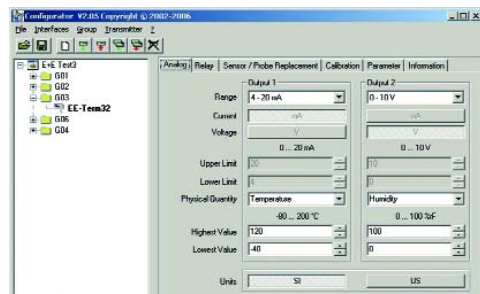 Configurator V2.05 Copyright © 2002-2006
File Interfaces Group Transmitter ?
E+E Test3
G01
G02
G03
EE-Term32
G06
G04
Analog Relay Sensor / Probe Replacement Calibration Parameter Information
Output 1 Output 2
Range 4 - 20 mA 0 - 10 V
Current mA mA
Voltage V V
0 ... 20 mA 0 ... 10 V
Upper Limit 20 10
Lower Limit 4 0
Physical Quantity Temperature Humidity
-80 ... 200 °C 0 ... 100 %rF
Highest Value 120 100
Lowest Value -40 0
Units SI US